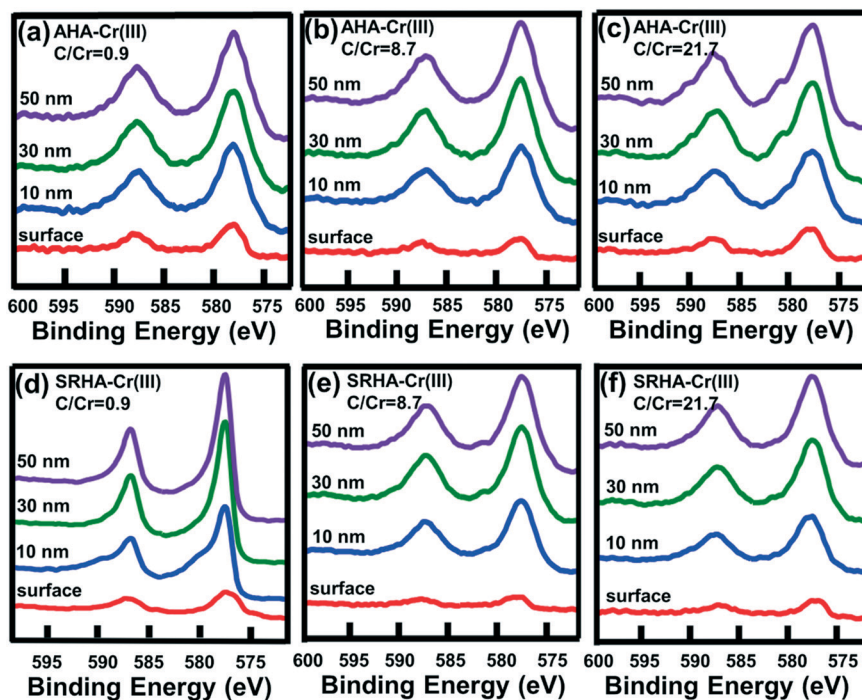 (a) AHA-Cr(III)
C/Cr=0.9
50 nm
30 nm
10 nm
surface
600 595 590 585 580 575
Binding Energy (eV)
(b) AHA-Cr(III)
C/Cr=8.7
50 nm
30 nm
10 nm
surface
600 595 590 585 580 575
Binding Energy (eV)
(c) AHA-Cr(III)
C/Cr=21.7
50 nm
30 nm
10 nm
surface
600 595 590 585 580 575
Binding Energy (eV)
(d) SRHA-Cr(III)
C/Cr=0.9
50 nm
30 nm
10 nm
surface
595 590 585 580 575
Binding Energy (eV)
(e) SRHA-Cr(III)
C/Cr=8.7
50 nm
30 nm
10 nm
surface
600 595 590 585 580 575
Binding Energy (eV)
(f) SRHA-Cr(III)
C/Cr=21.7
50 nm
30 nm
10 nm
surface
600 595 590 585 580 575
Binding Energy (eV)